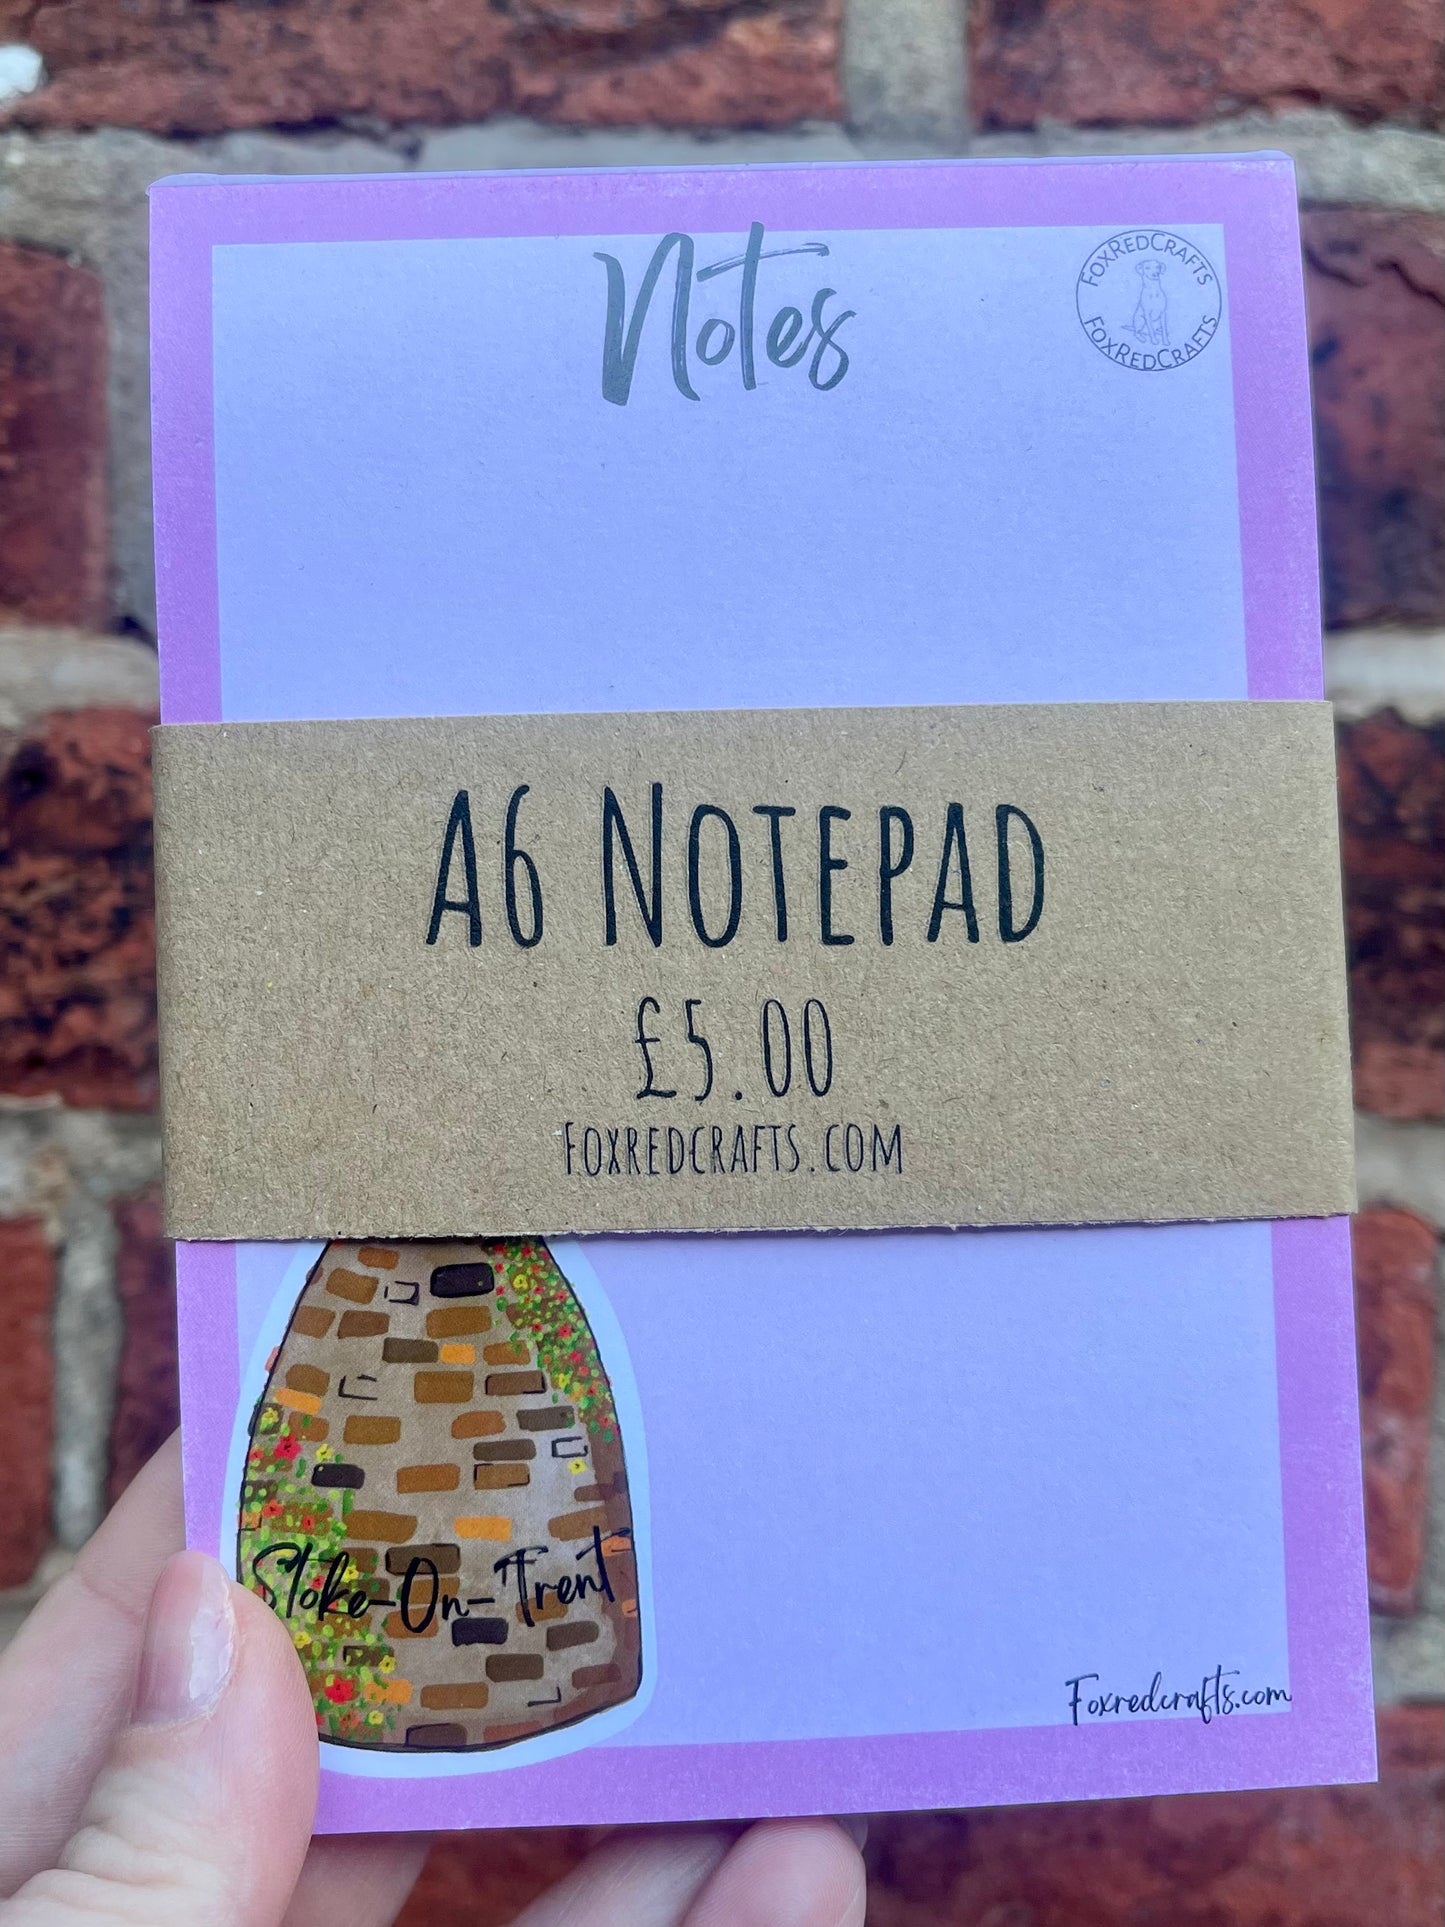 Notes
FoxRedCrafts
FoxRedCrafts
A6 Notepad
£5.00
Foxredcrafts.com
Stoke-On-Trent
Foxredcrafts.com